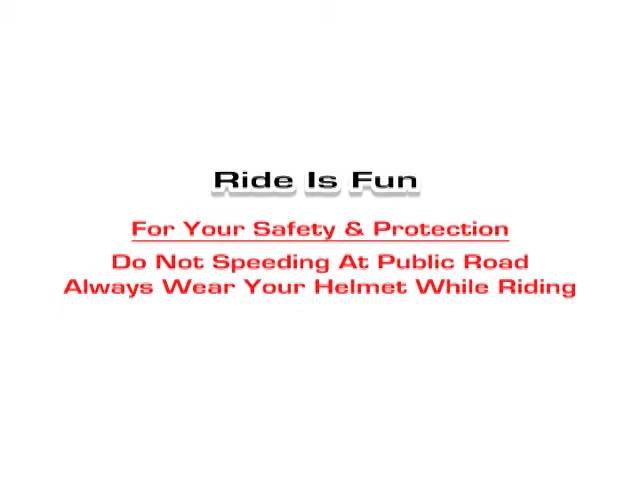 Ride Is Fun
For Your Safety & Protection
Do Not Speeding At Public Road
Always Wear Your Helmet While Riding